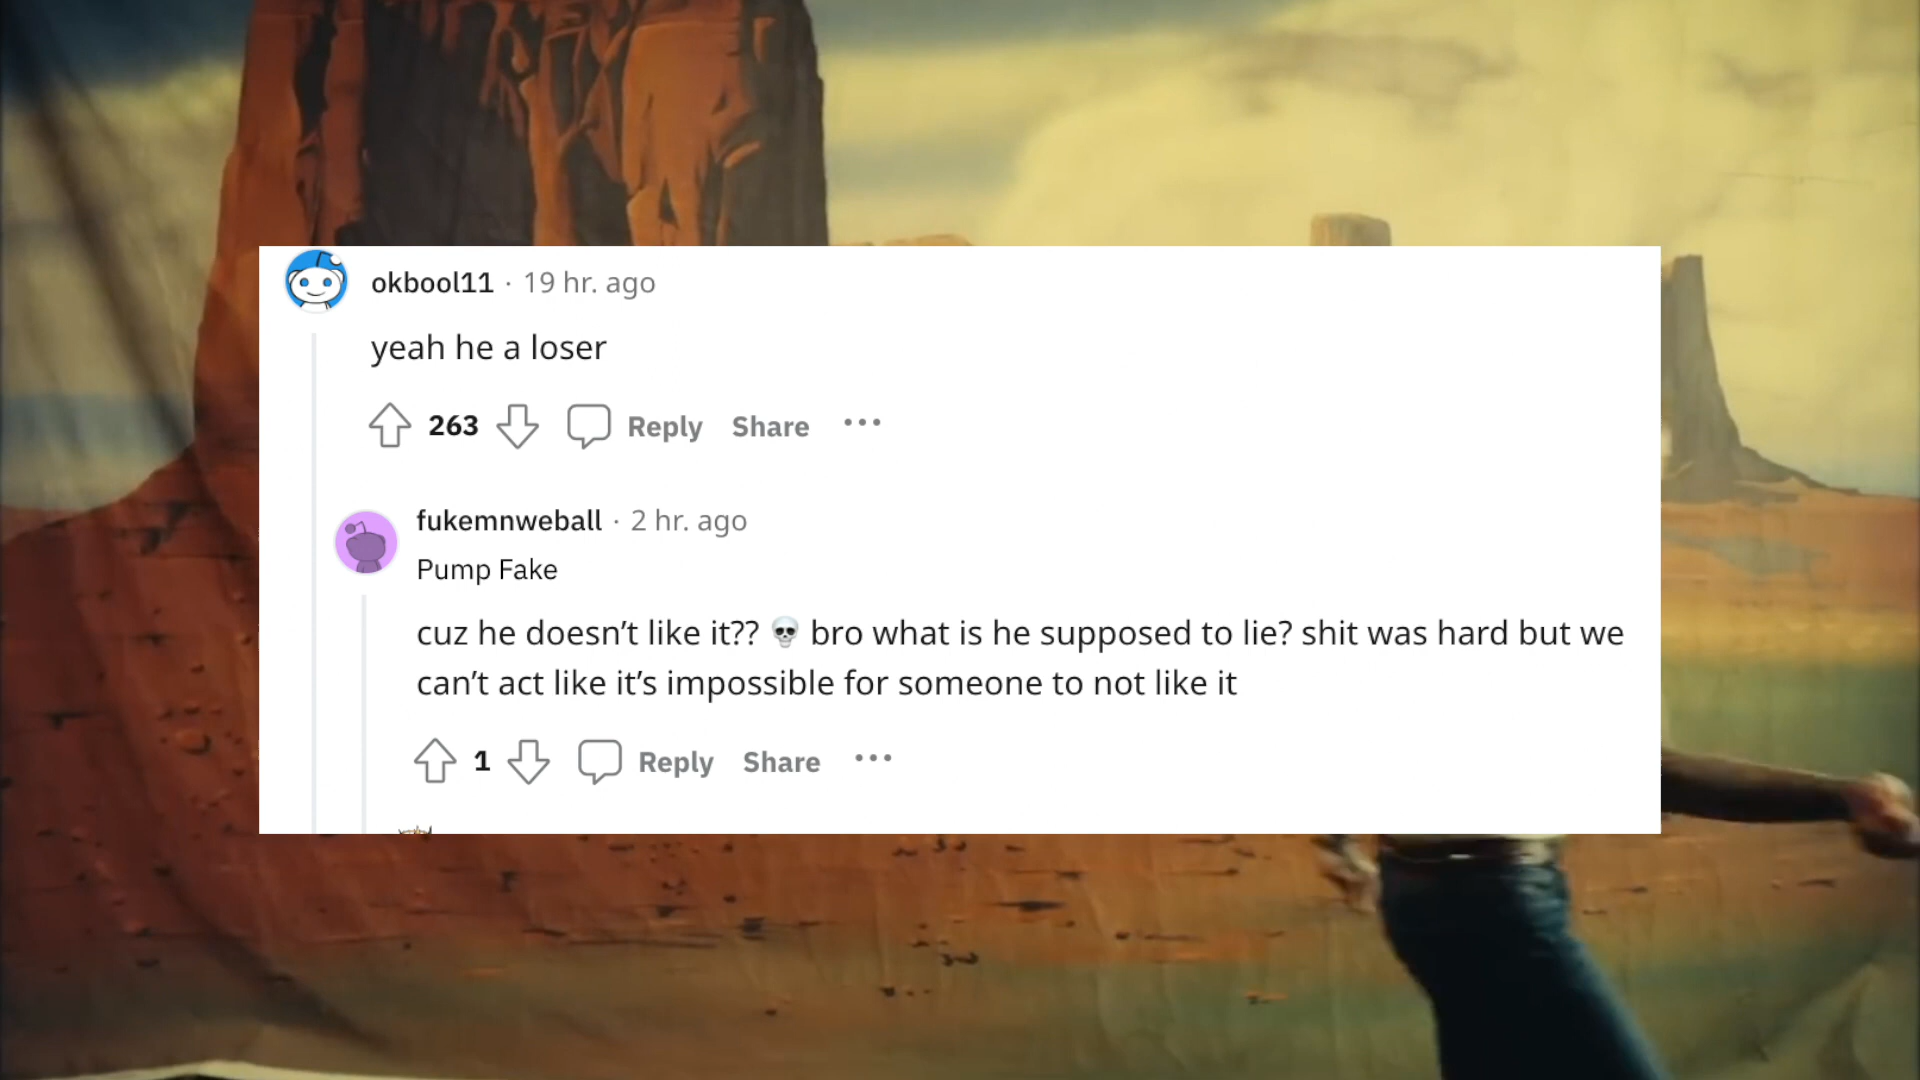 okbool11 · 19 hr. ago
yeah he a loser
263 Reply Share ···
fukemnweball · 2 hr. ago
Pump Fake
cuz he doesn’t like it?? 💀 bro what is he supposed to lie? shit was hard but we
can’t act like it’s impossible for someone to not like it
1 Reply Share ···